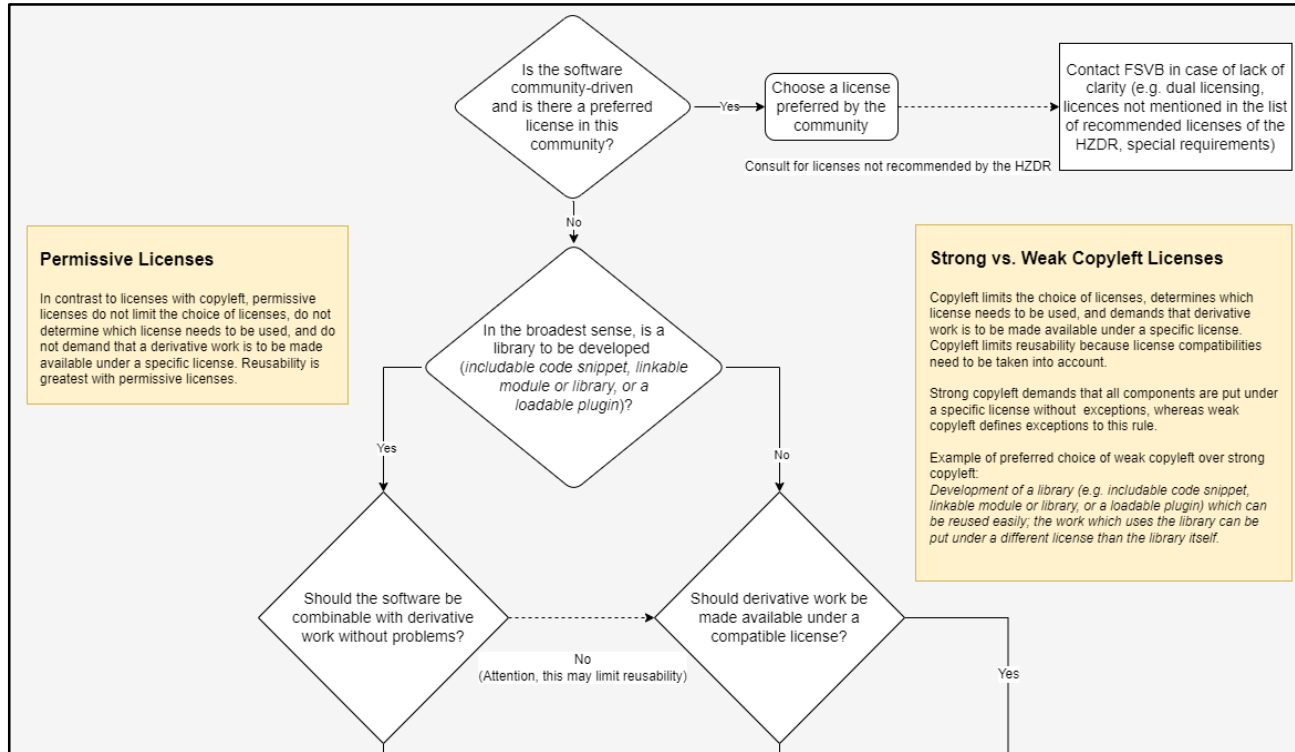 Is the software
community-driven
and is there a preferred
license in this
community?
Yes
Choose a license
preferred by the
community
Contact FSVB in case of lack of
clarity (e.g. dual licensing,
licences not mentioned in the list
of recommended licenses of the
HZDR, special requirements)
Consult for licenses not recommended by the HZDR
No
Permissive Licenses
In contrast to licenses with copyleft, permissive
licenses do not limit the choice of licenses, do not
determine which license needs to be used, and do
not demand that a derivative work is to be made
available under a specific license. Reusability is
greatest with permissive licenses.
In the broadest sense, is a
library to be developed
(includable code snippet, linkable
module or library, or a
loadable plugin)?
Strong vs. Weak Copyleft Licenses
Copyleft limits the choice of licenses, determines which
license needs to be used, and demands that derivative
work is to be made available under a specific license.
Copyleft limits reusability because license compatibilities
need to be taken into account.
Strong copyleft demands that all components are put under
a specific license without exceptions, whereas weak
copyleft defines exceptions to this rule.
Example of preferred choice of weak copyleft over strong
copyleft:
Development of a library (e.g. includable code snippet,
linkable module or library, or a loadable plugin) which can
be reused easily; the work which uses the library can be
put under a different license than the library itself.
Yes
No
Should the software be
combinable with derivative
work without problems?
No
(Attention, this may limit reusability)
Should derivative work be
made available under a
compatible license?
Yes